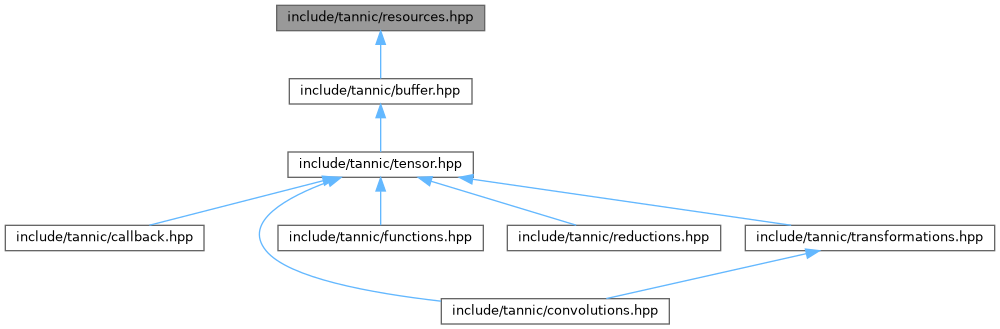 include/tannic/resources.hpp
include/tannic/buffer.hpp
include/tannic/tensor.hpp
include/tannic/callback.hpp
include/tannic/functions.hpp
include/tannic/reductions.hpp
include/tannic/transformations.hpp
include/tannic/convolutions.hpp